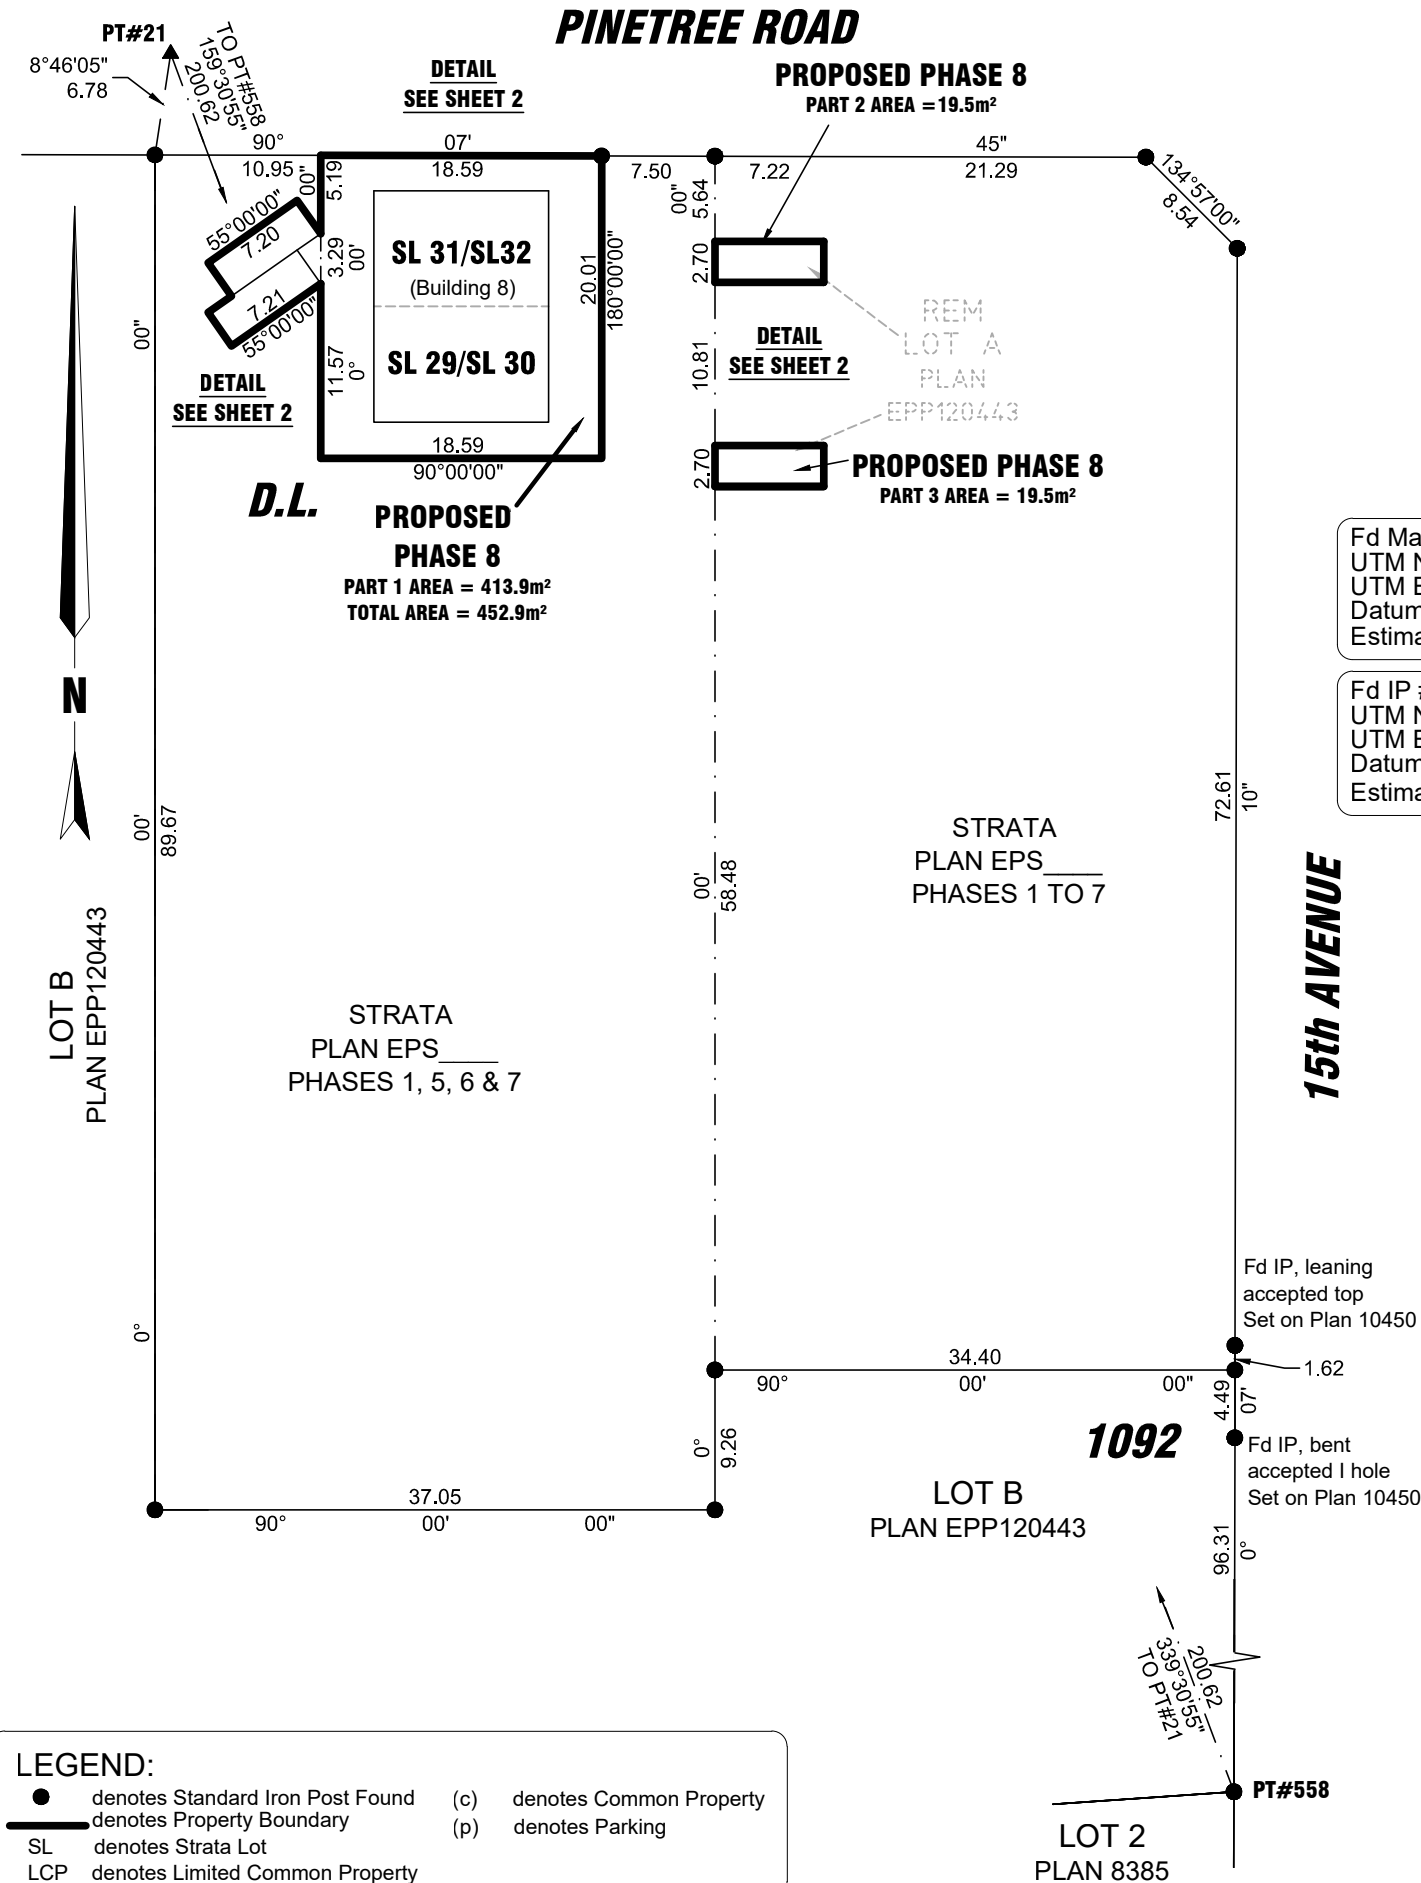 PINETREE ROAD
PT#21
8°46'05"
6.78
TO PT#558
159°30'55"
200.62
DETAIL
SEE SHEET 2
PROPOSED PHASE 8
PART 2 AREA =19.5m²
90°
07'
45"
10.95
18.59
7.50
7.22
21.29
134°57'00"
8.54
00"
5.19
00"
5.64
55°00'00"
7.20
3.29
00'
SL 31/SL32
(Building 8)
20.01
180°00'00"
2.70
7.21
55°00'00"
REM
LOT A
PLAN
EPP120443
00"
DETAIL
SEE SHEET 2
11.57
0°
SL 29/SL 30
10.81
DETAIL
SEE SHEET 2
18.59
90°00'00"
2.70
PROPOSED PHASE 8
PART 3 AREA = 19.5m²
D.L.
PROPOSED
PHASE 8
PART 1 AREA = 413.9m²
TOTAL AREA = 452.9m²
Fd Ma
UTM N
UTM E
Datum
Estima
Fd IP #
UTM N
UTM E
Datum
Estima
N
00'
89.67
72.61
10"
STRATA
PLAN EPS____
PHASES 1 TO 7
00'
58.48
15th AVENUE
LOT B
PLAN EPP120443
STRATA
PLAN EPS____
PHASES 1, 5, 6 & 7
Fd IP, leaning
accepted top
Set on Plan 10450
0°
34.40
90°
00'
00"
1.62
4.49
07'
0°
9.26
1092
Fd IP, bent
accepted I hole
Set on Plan 10450
LOT B
PLAN EPP120443
37.05
90°
00'
00"
96.31
0°
200.62
339°30'55"
TO PT#21
PT#558
LOT 2
PLAN 8385
LEGEND:
denotes Standard Iron Post Found
denotes Property Boundary
SL denotes Strata Lot
LCP denotes Limited Common Property
(c) denotes Common Property
(p) denotes Parking